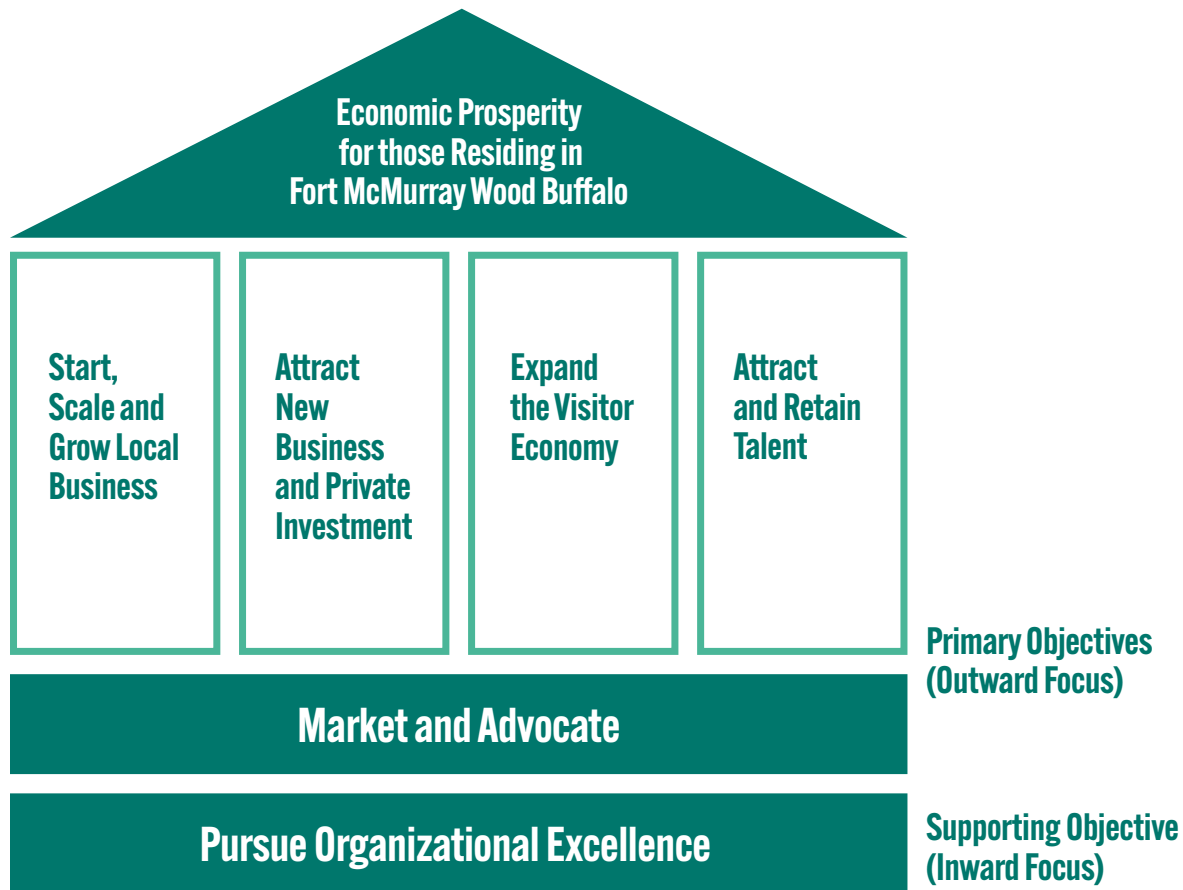 Economic Prosperity
for those Residing in
Fort McMurray Wood Buffalo
Start,
Scale and
Grow Local
Business
Attract
New
Business
and Private
Investment
Expand
the Visitor
Economy
Attract
and Retain
Talent
Primary Objectives
(Outward Focus)
Market and Advocate
Pursue Organizational Excellence
Supporting Objective
(Inward Focus)